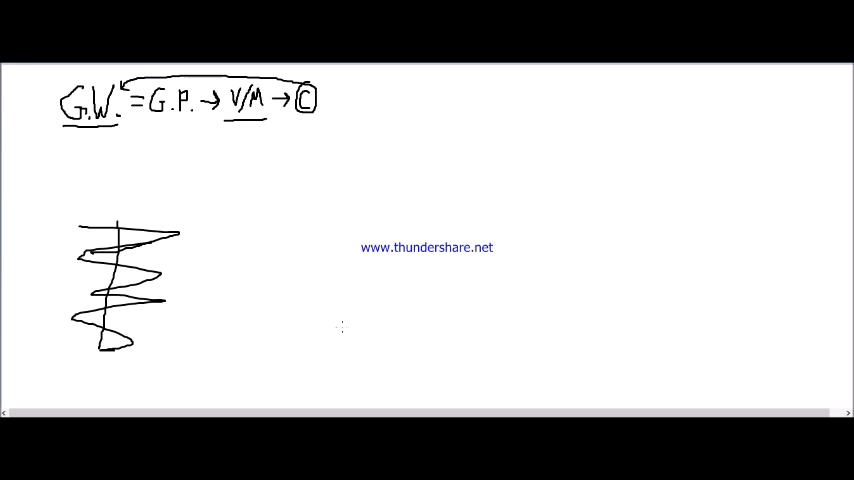 G.W. = G.P. → V/M → C
www.thundershare.net